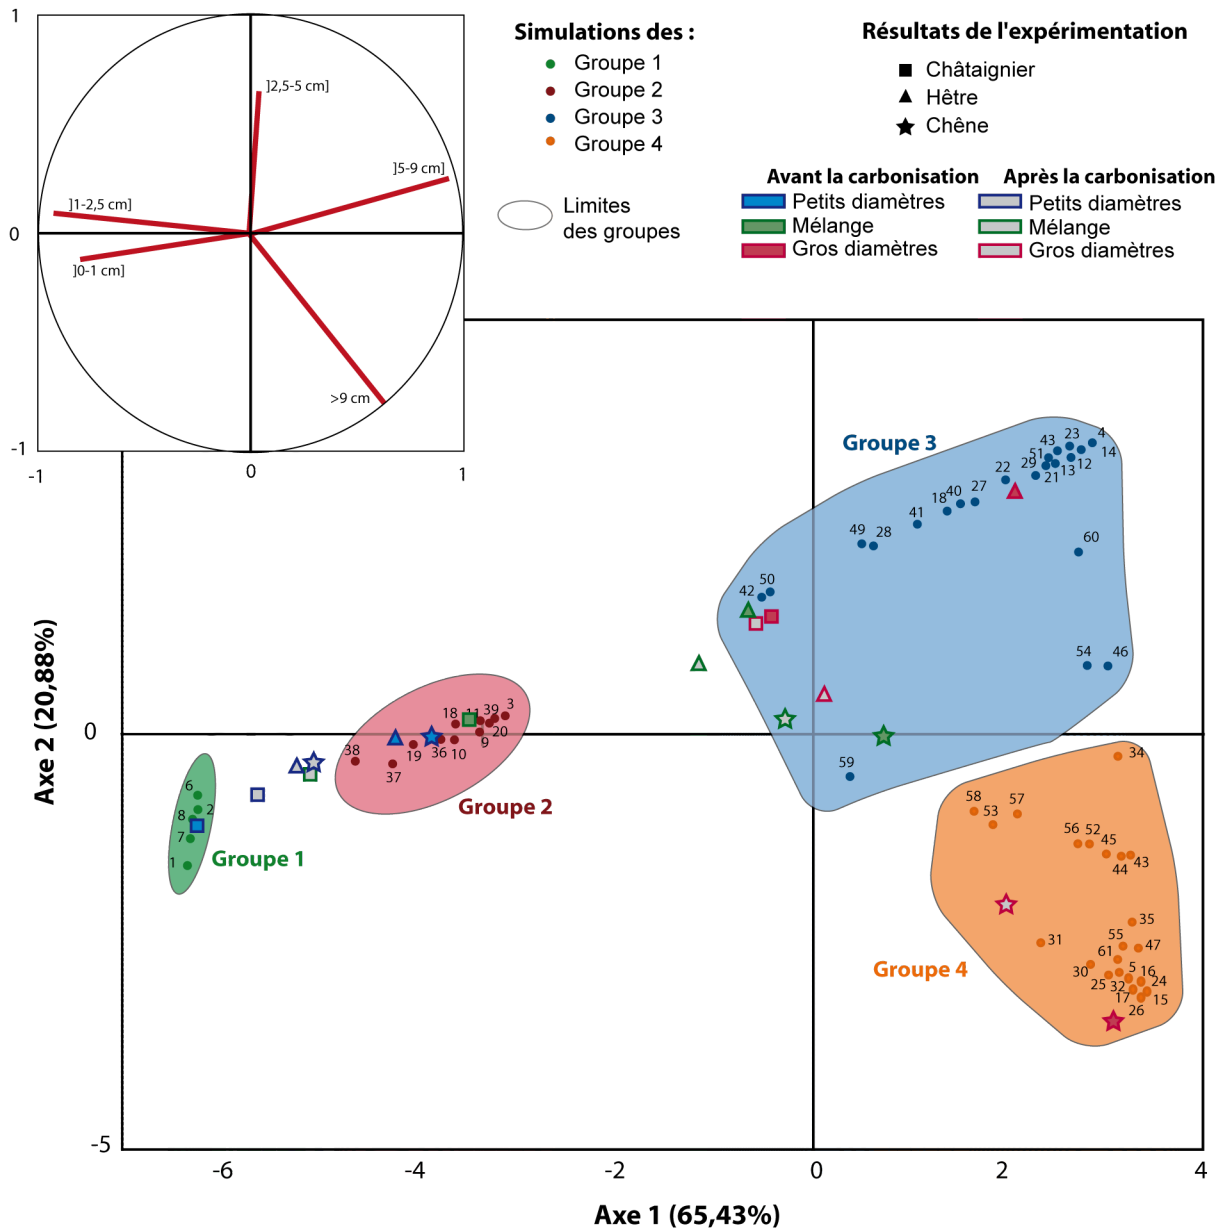 1
0
-1
-1
0
1
]2,5-5 cm]
]5-9 cm]
]1-2,5 cm]
]0-1 cm]
>9 cm
Simulations des :
Groupe 1
Groupe 2
Groupe 3
Groupe 4
Limites
des groupes
Résultats de l'expérimentation
Châtaignier
Hêtre
Chêne
Avant la carbonisation
Après la carbonisation
Petits diamètres
Petits diamètres
Mélange
Mélange
Gros diamètres
Gros diamètres
Groupe 3
23
4
43
51
14
12
13
29
21
22
27
40
18
41
49
28
60
50
42
54
46
59
Groupe 2
18
11
39
3
20
9
10
36
19
37
38
Groupe 1
6
2
8
7
1
Groupe 4
34
58
53
57
56
52
45
44
43
35
31
55
47
61
30
25
32
5
16
24
17
15
26
Axe 2 (20,88%)
0
-5
-6
-4
-2
0
2
4
Axe 1 (65,43%)